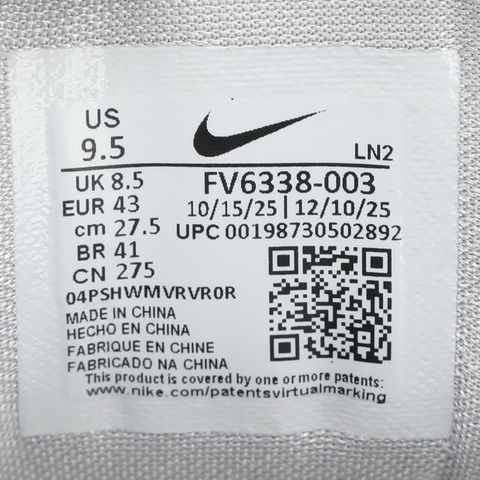 US
9.5
LN2
UK 8.5
FV6338-003
EUR 43
10/15/25 | 12/10/25
cm 27.5
UPC 00198730502892
BR 41
CN 275
04PSHWMVRVR0R
MADE IN CHINA
HECHO EN CHINA
FABRIQUE EN CHINE
FABRICADO NA CHINA
This product is covered by one or more patents:
www.nike.com/patentsvirtualmarking